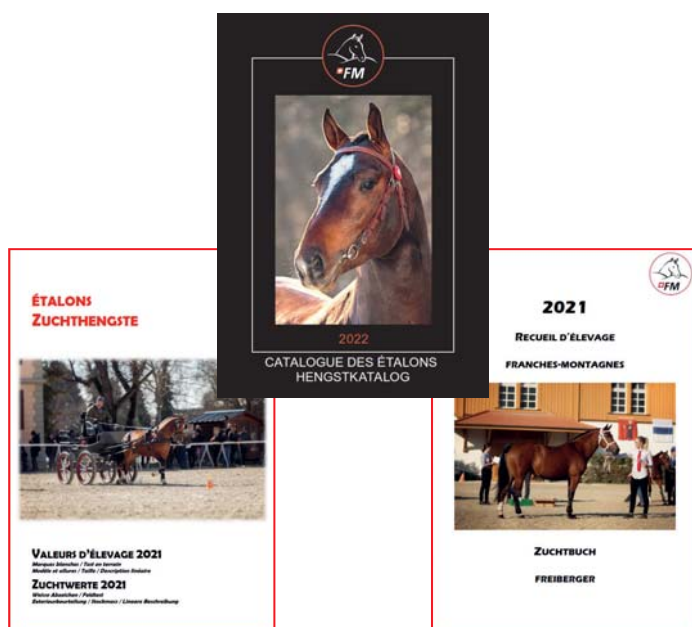 FM
2022
CATALOGUE DES ÉTALONS
HENGSTKATALOG
ÉTALONS
ZUCHTHENGSTE
VALEURS D'ÉLEVAGE 2021
Marques blanches / Test en terrain
Modèle et allures / Taille / Description linéaire
ZUCHTWERTE 2021
Weisse Abzeichen / Feldtest
Exterieurbeurteilung / Stockmass / Lineare Beschreibung
FM
2021
RECUEIL D'ÉLEVAGE
FRANCHES-MONTAGNES
ZUCHTBUCH
FREIBERGER